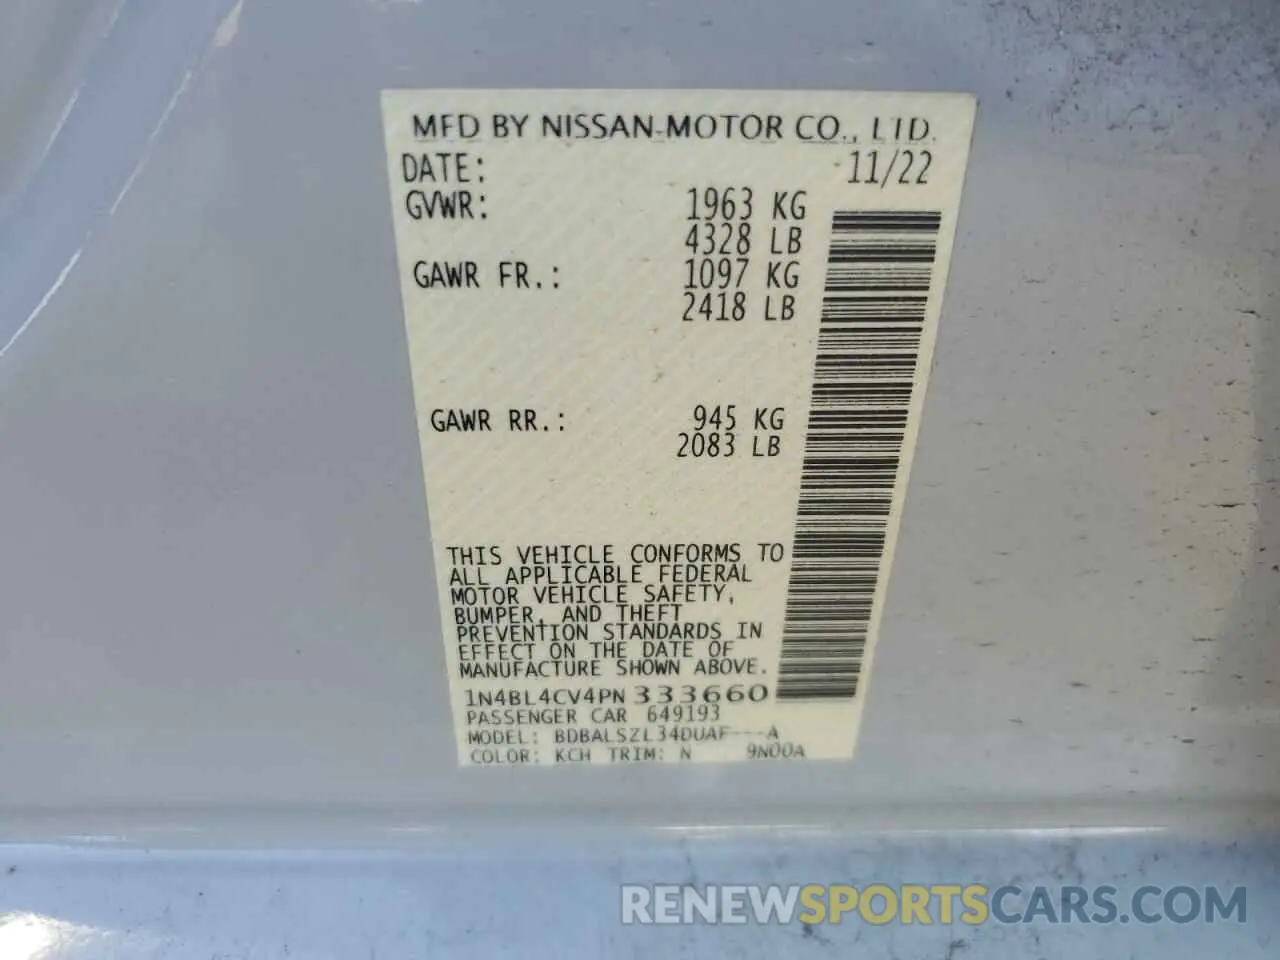 MFD BY NISSAN MOTOR CO., LTD.
DATE: 11/22
GVWR: 1963 KG
4328 LB
GAWR FR.: 1097 KG
2418 LB
GAWR RR.: 945 KG
2083 LB
THIS VEHICLE CONFORMS TO
ALL APPLICABLE FEDERAL
MOTOR VEHICLE SAFETY,
BUMPER, AND THEFT
PREVENTION STANDARDS IN
EFFECT ON THE DATE OF
MANUFACTURE SHOWN ABOVE.
1N4BL4CV4PN333660
PASSENGER CAR 649193
MODEL: BDBALSZL34DUAF---A
COLOR: KCH TRIM: N 9N00A
RENEWSPORTSCARS.COM